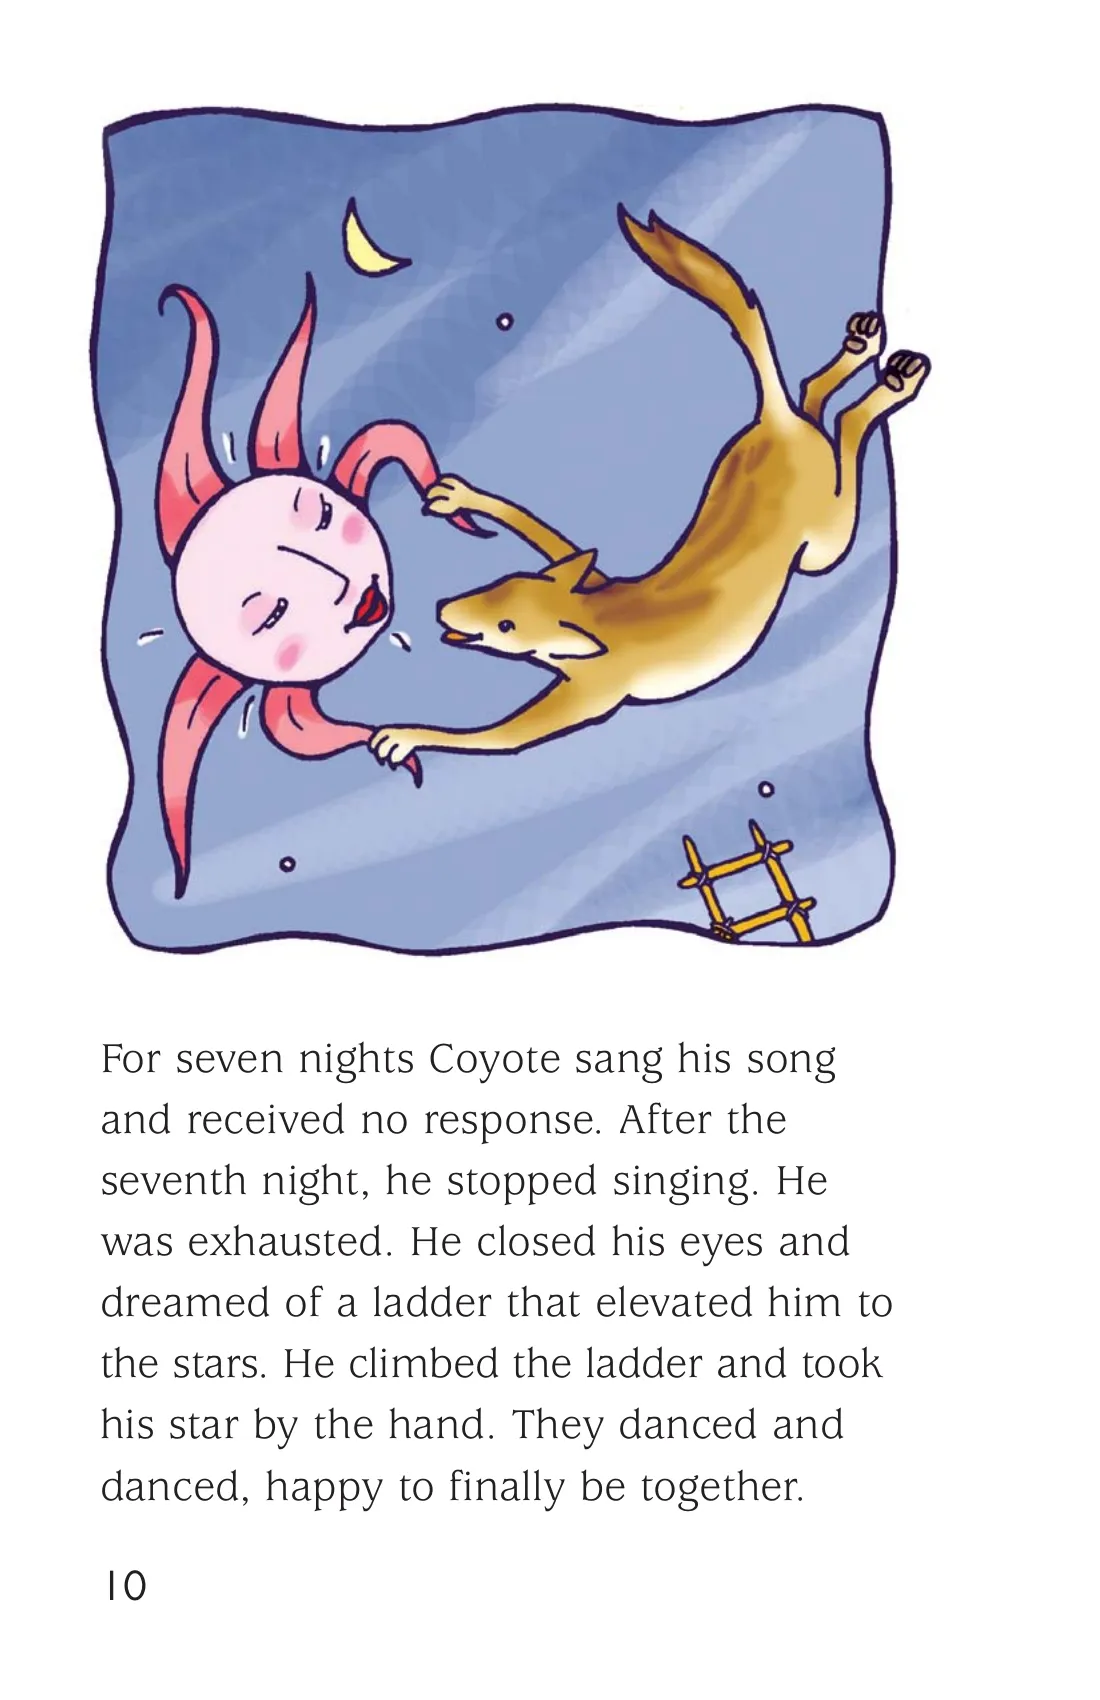 For seven nights Coyote sang his song
and received no response. After the
seventh night, he stopped singing. He
was exhausted. He closed his eyes and
dreamed of a ladder that elevated him to
the stars. He climbed the ladder and took
his star by the hand. They danced and
danced, happy to finally be together.
10